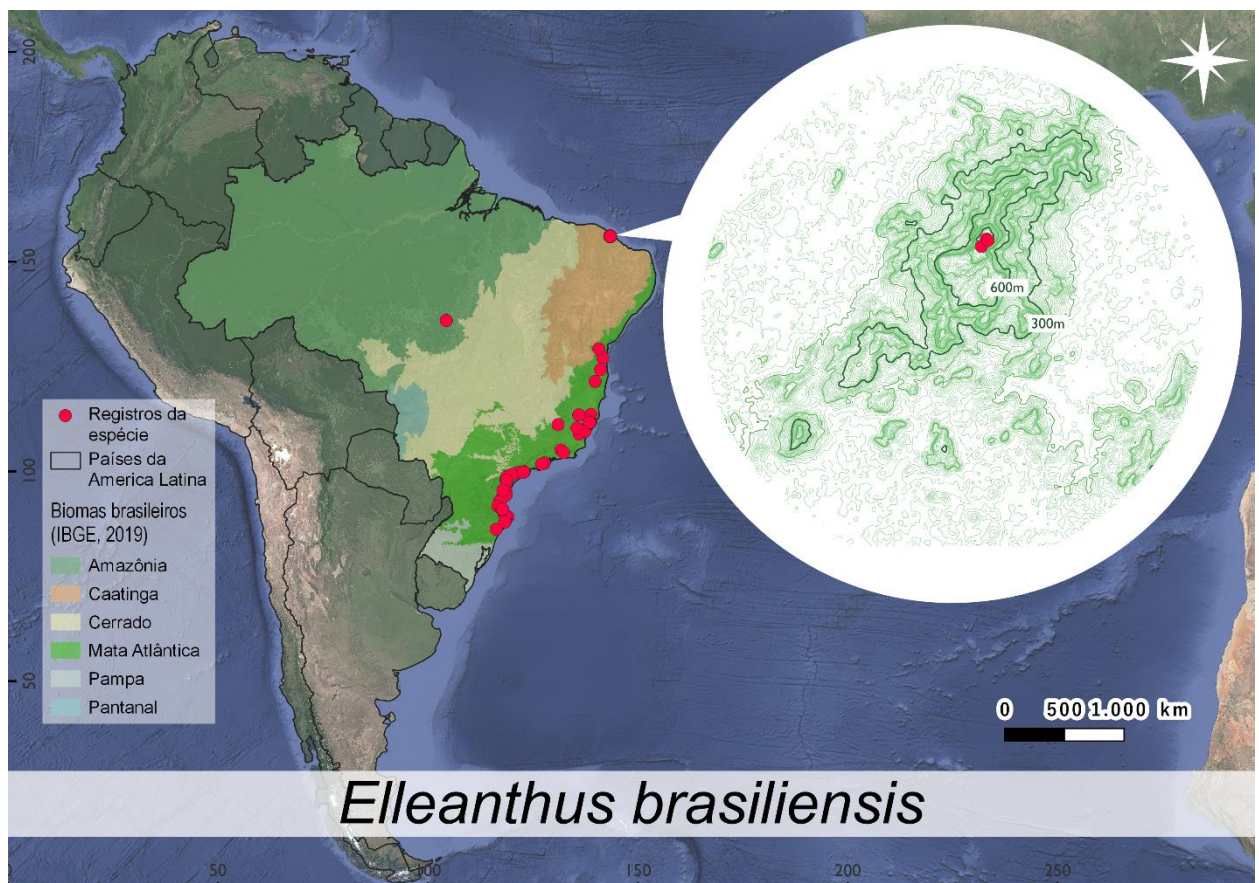 200
150
100
50
600m
300m
Registros da
espécie
Países da
America Latina
Biomas brasileiros
(IBGE, 2019)
Amazônia
Caatinga
Cerrado
Mata Atlântica
Pampa
Pantanal
0 500 1.000 km
Elleanthus brasiliensis
0 50 100 150 200 250